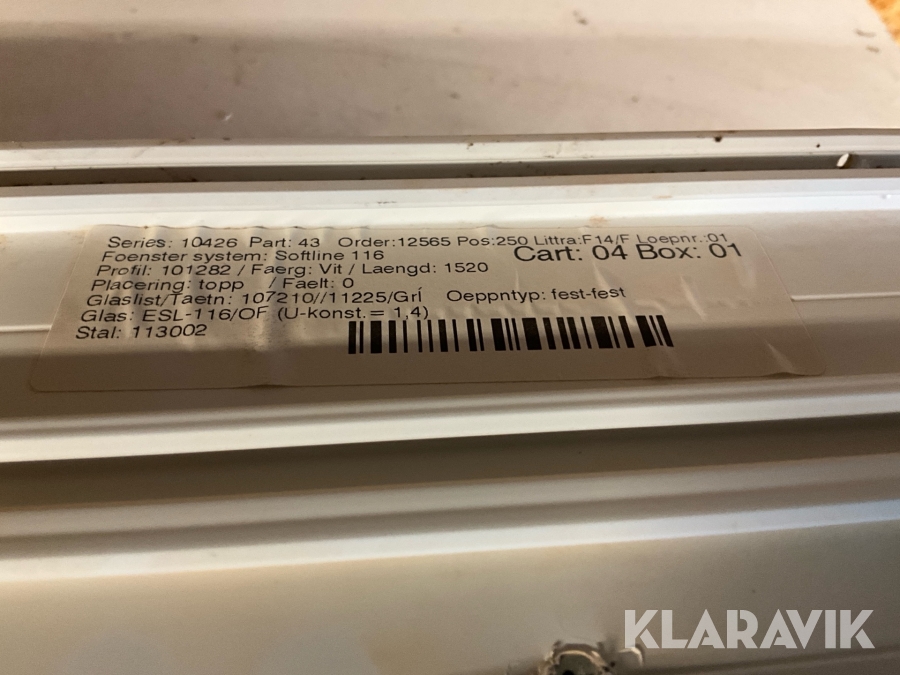 Series: 10426 Part: 43 Order:12565 Pos:250 Littra:F14/F Loepnr.:01
Foenster system: Softline 116 Cart: 04 Box: 01
Profil: 101282 / Faerg: Vit / Laengd: 1520
Placering: topp / Faelt: 0
Glaslist/Taetn: 107210//11225/Grí Oeppntyp: fest-fest
Glas: ESL-116/OF (U-konst.= 1,4)
Stal: 113002
KLARAVIK